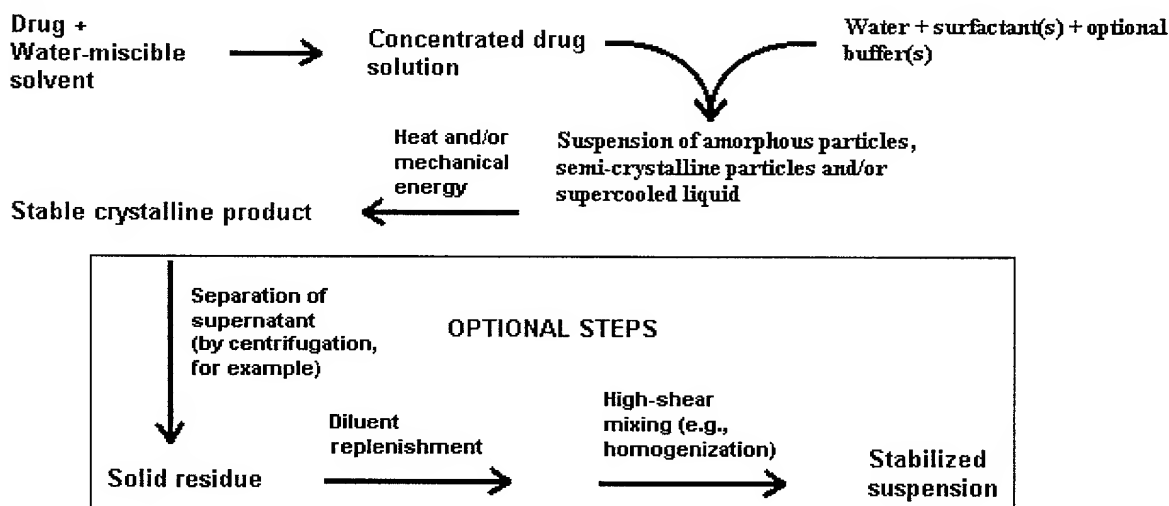 Drug +
Water-miscible
solvent
Concentrated drug
solution
Water + surfactant(s) + optional
buffer(s)
Heat and/or
mechanical
energy
Suspension of amorphous particles,
semi-crystalline particles and/or
supercooled liquid
Stable crystalline product
Separation of
supernatant
(by centrifugation,
for example)
OPTIONAL STEPS
Solid residue
Diluent
replenishment
High-shear
mixing (e.g.,
homogenization)
Stabilized
suspension